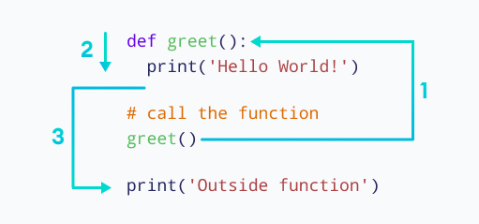 2 def greet():
print('Hello World!')
1
# call the function
3 greet()
print('Outside function')